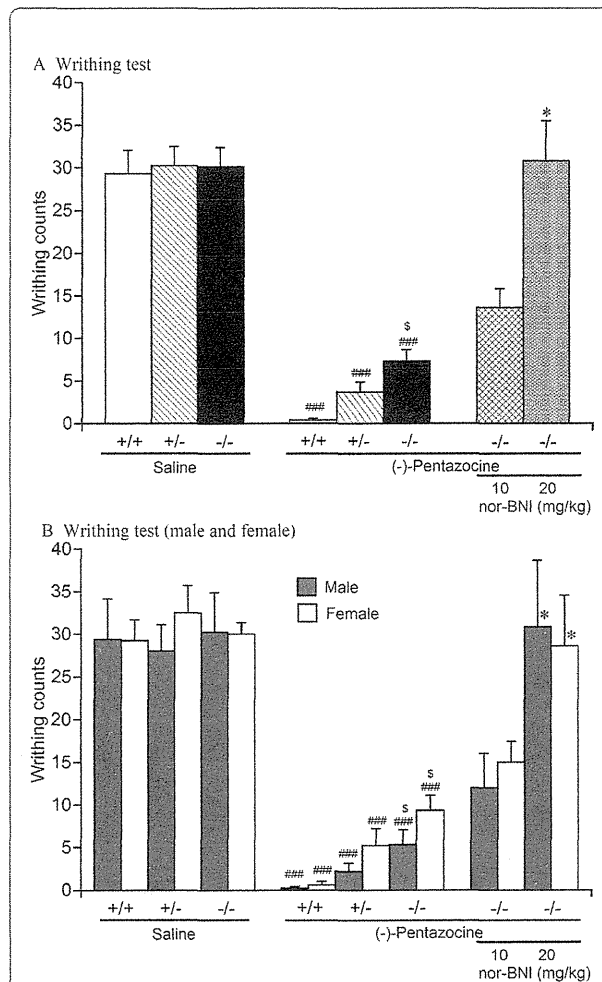 A Writhing test
40
35
30
25
20
15
10
5
0
Writhing counts
*
$
###
###
###
+/+ +/- -/- +/+ +/- -/- -/- -/-
Saline (-)-Pentazocine
10 20
nor-BNI (mg/kg)
B Writhing test (male and female)
40
35
30
25
20
15
10
5
0
Writhing counts
Male
Female
* *
$
$
###
###
###
###
### ###
+/+ +/- -/- +/+ +/- -/- -/- -/-
Saline (-)-Pentazocine
10 20
nor-BNI (mg/kg)